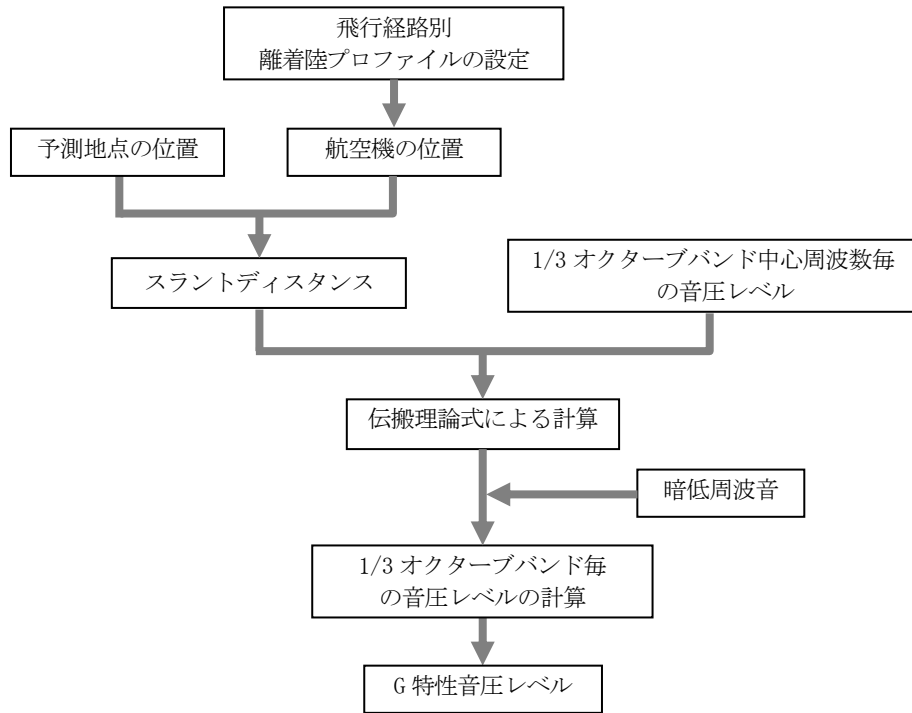 飛行経路別
離着陸プロファイルの設定
予測地点の位置
航空機の位置
スラントディスタンス
1/3 オクターブバンド中心周波数毎
の音圧レベル
伝搬理論式による計算
暗低周波音
1/3 オクターブバンド毎
の音圧レベルの計算
G 特性音圧レベル